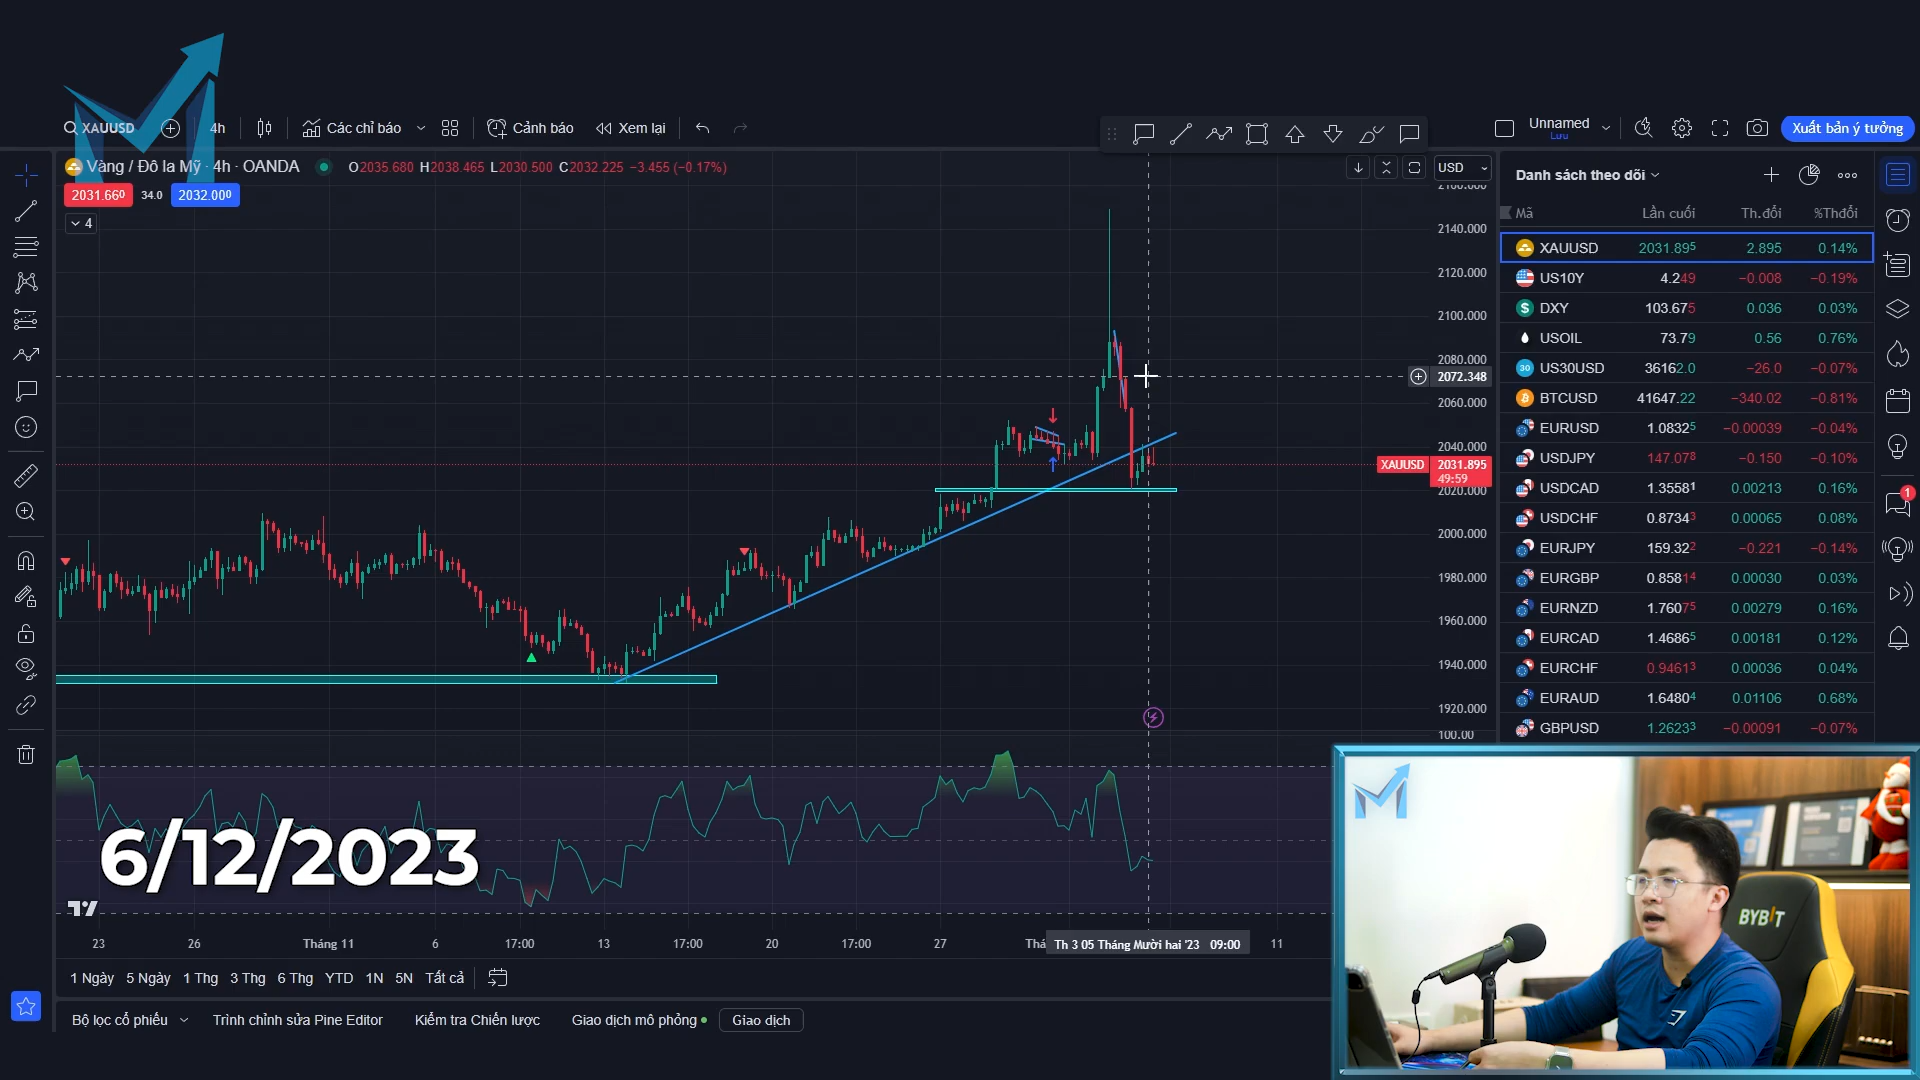 XAUUSD
4h
Các chỉ báo
Cảnh báo
Xem lại
Unnamed
Lưu
Xuất bản ý tưởng
Vàng / Đô la Mỹ · 4h · OANDA
O2035.680 H2038.465 L2030.500 C2032.225 −3.455 (−0.17%)
USD
2031.660 34.0 2032.000
4
2160.000
2140.000
2120.000
2100.000
2080.000
2072.348
2060.000
2040.000
XAUUSD 2031.895
49:59
2020.000
2000.000
1980.000
1960.000
1940.000
1920.000
100.00
Danh sách theo dõi
Mã Lần cuối Th.đổi %Thđổi
XAUUSD 2031.895 2.895 0.14%
US10Y 4.249 −0.008 −0.19%
DXY 103.675 0.036 0.03%
USOIL 73.79 0.56 0.76%
30 US30USD 36162.0 −26.0 −0.07%
BTCUSD 41647.22 −340.02 −0.81%
EURUSD 1.08325 −0.00039 −0.04%
USDJPY 147.078 −0.150 −0.10%
USDCAD 1.35581 0.00213 0.16%
USDCHF 0.87343 0.00065 0.08%
EURJPY 159.322 −0.221 −0.14%
EURGBP 0.85814 0.00030 0.03%
EURNZD 1.76075 0.00279 0.16%
EURCAD 1.46865 0.00181 0.12%
EURCHF 0.94613 0.00036 0.04%
EURAUD 1.64804 0.01106 0.68%
GBPUSD 1.26233 −0.00091 −0.07%
1
6/12/2023
23 26 Tháng 11 6 17:00 13 17:00 20 17:00 27 Thá Th 3 05 Tháng Mười hai '23 09:00 11
1 Ngày 5 Ngày 1 Thg 3 Thg 6 Thg YTD 1N 5N Tất cả
Bộ lọc cổ phiếu Trình chỉnh sửa Pine Editor Kiểm tra Chiến lược Giao dịch mô phỏng Giao dịch
BYBIT